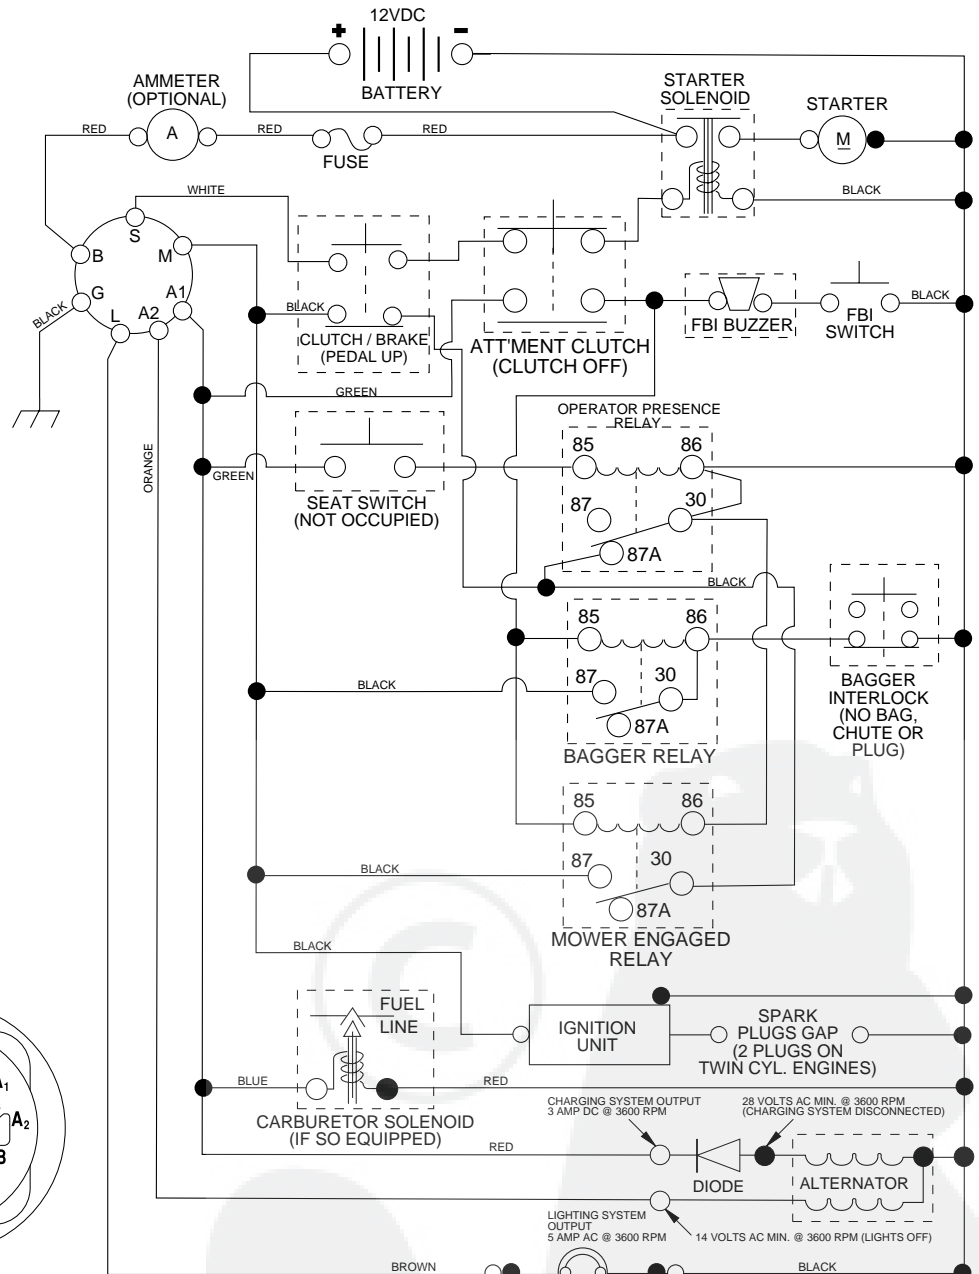 12VDC
+ -
BATTERY
AMMETER
(OPTIONAL)
RED
A
RED
FUSE
RED
STARTER
SOLENOID
STARTER
M
BLACK
WHITE
S
B
M
G
A1
L
A2
BLACK
BLACK
CLUTCH / BRAKE
(PEDAL UP)
ATT'MENT CLUTCH
(CLUTCH OFF)
FBI BUZZER
FBI
SWITCH
BLACK
GREEN
ORANGE
GREEN
SEAT SWITCH
(NOT OCCUPIED)
OPERATOR PRESENCE
RELAY
85
86
87
30
87A
BLACK
85
86
87
30
87A
BAGGER RELAY
BLACK
BAGGER
INTERLOCK
(NO BAG,
CHUTE OR
PLUG)
85
86
87
30
87A
MOWER ENGAGED
RELAY
BLACK
BLACK
FUEL
LINE
IGNITION
UNIT
SPARK
PLUGS GAP
(2 PLUGS ON
TWIN CYL. ENGINES)
BLUE
RED
CARBURETOR SOLENOID
(IF SO EQUIPPED)
CHARGING SYSTEM OUTPUT
3 AMP DC @ 3600 RPM
28 VOLTS AC MIN. @ 3600 RPM
(CHARGING SYSTEM DISCONNECTED)
RED
DIODE
ALTERNATOR
LIGHTING SYSTEM
OUTPUT
5 AMP AC @ 3600 RPM
14 VOLTS AC MIN. @ 3600 RPM (LIGHTS OFF)
BROWN
BLACK
A2
©